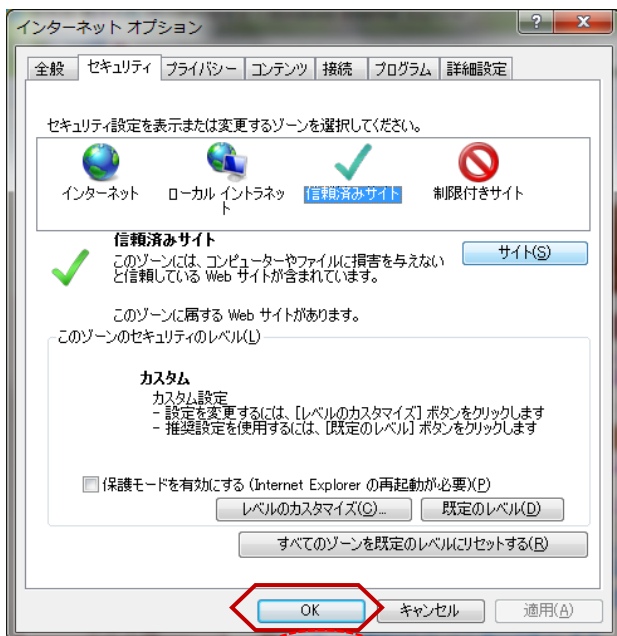 インターネット オプション
全般 セキュリティ プライバシー コンテンツ 接続 プログラム 詳細設定
セキュリティ設定を表示または変更するゾーンを選択してください。
インターネット ローカル イントラネッ 信頼済みサイト 制限付きサイト
ト
信頼済みサイト
このゾーンには、コンピューターやファイルに損害を与えない サイト(S)
と信頼している Web サイトが含まれています。
このゾーンに属する Web サイトがあります。
このゾーンのセキュリティのレベル(L)
カスタム
カスタム設定
- 設定を変更するには、[レベルのカスタマイズ] ボタンをクリックします
- 推奨設定を使用するには、[既定のレベル] ボタンをクリックします
保護モードを有効にする (Internet Explorer の再起動が必要)(P)
レベルのカスタマイズ(C)... 既定のレベル(D)
すべてのゾーンを既定のレベルにリセットする(R)
OK キャンセル 適用(A)